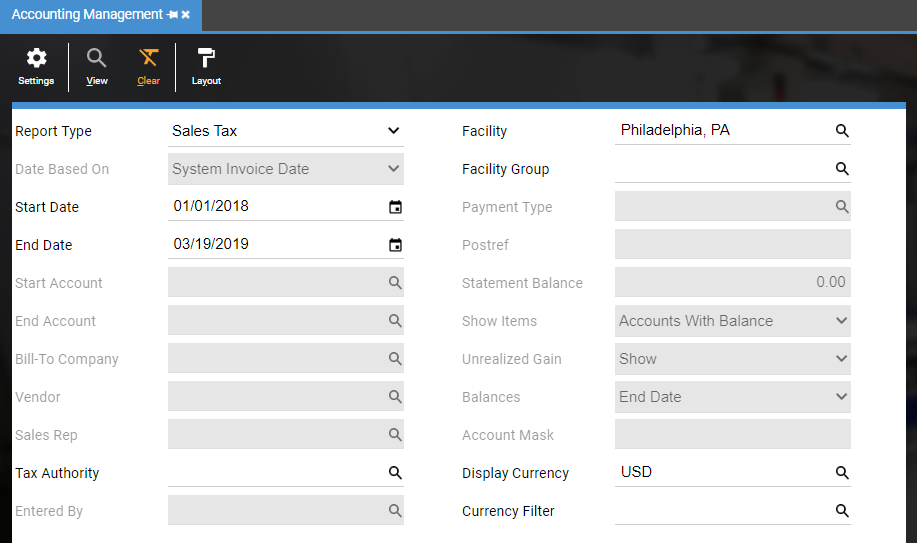 Accounting Management
Settings View Clear Layout
Report Type Sales Tax Facility Philadelphia, PA
Date Based On System Invoice Date Facility Group
Start Date 01/01/2018 Payment Type
End Date 03/19/2019 Postref
Start Account Statement Balance 0.00
End Account Show Items Accounts With Balance
Bill-To Company Unrealized Gain Show
Vendor Balances End Date
Sales Rep Account Mask
Tax Authority Display Currency USD
Entered By Currency Filter